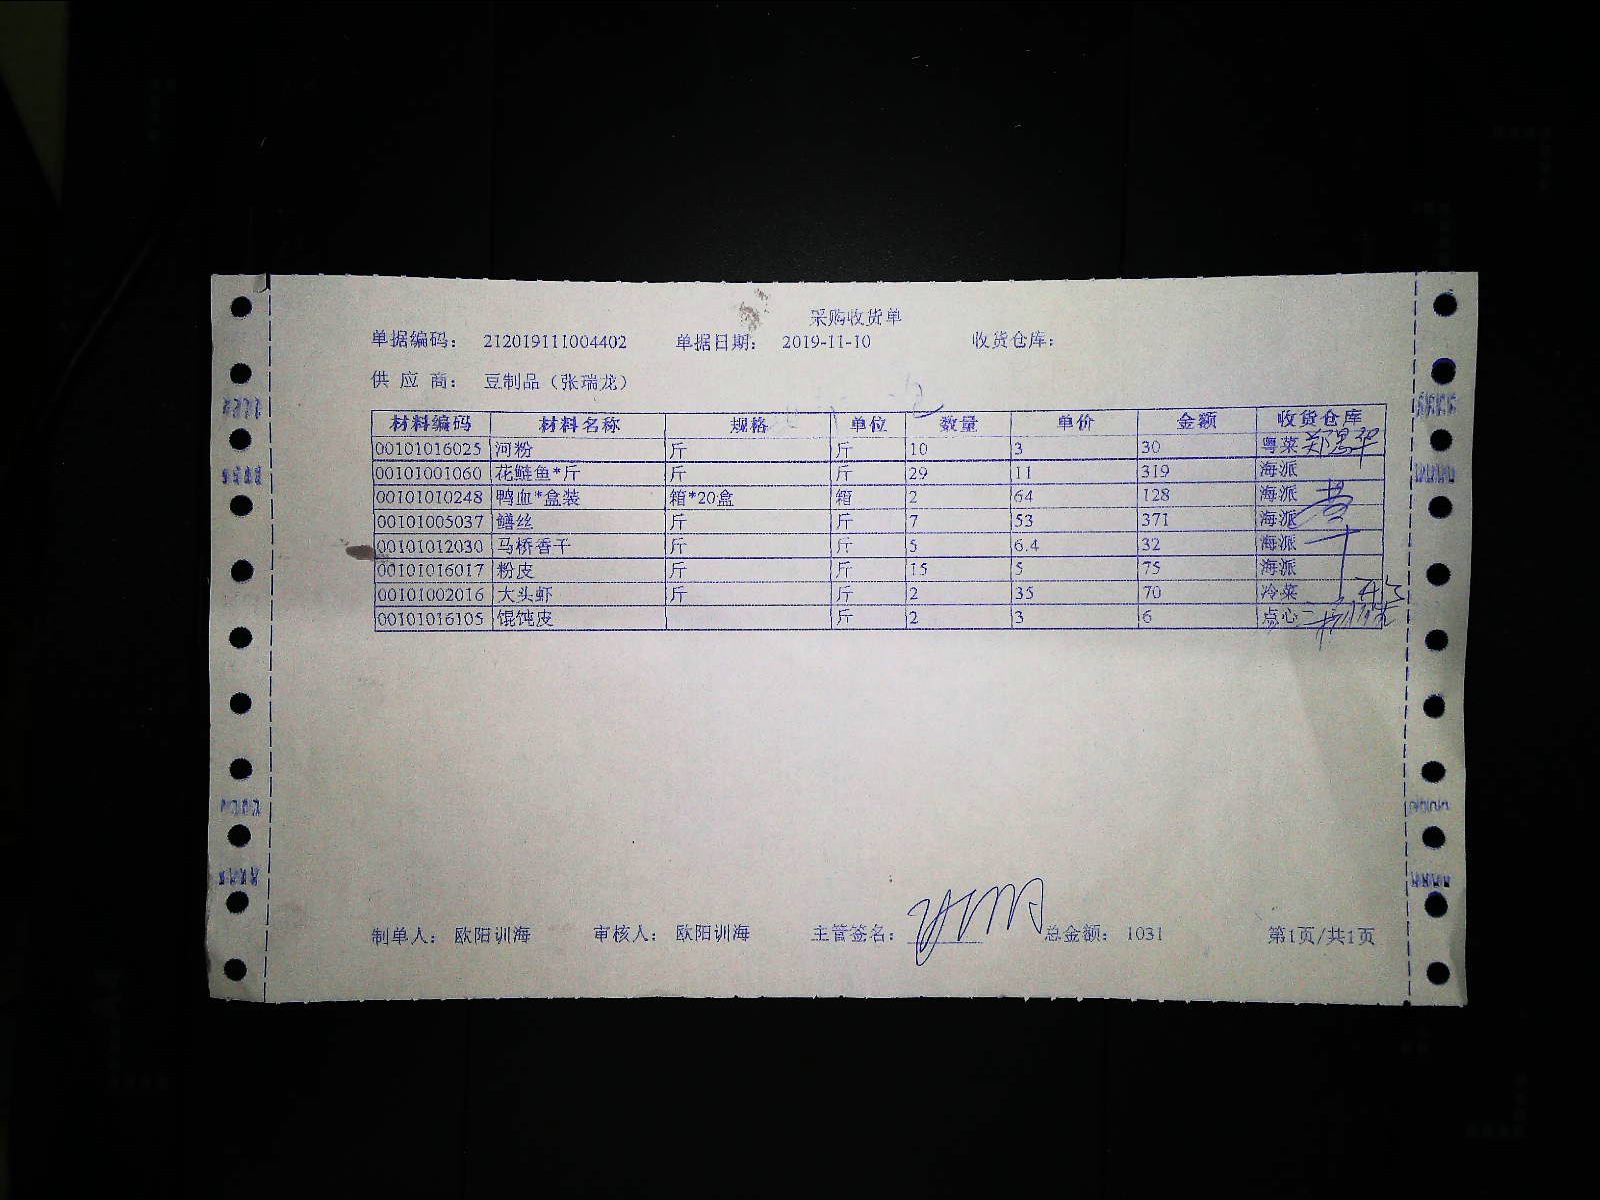 采购收货单
单据编码： 212019111004402 单据日期： 2019-11-10 收货仓库：
供 应 商： 豆制品（张瑞龙）
材料编码 材料名称 规格 单位 数量 单价 金额 收货仓库
00101016025 河粉 斤 斤 10 3 30 粤菜
00101001060 花鲢鱼*斤 斤 斤 29 11 319 海派
00101010248 鸭血*盒装 箱*20盒 箱 2 64 128 海派
00101005037 鳝丝 斤 斤 7 53 371 海派
00101012030 马桥香干 斤 斤 5 6.4 32 海派
00101016017 粉皮 斤 斤 15 5 75 海派
00101002016 大头虾 斤 斤 2 35 70 冷菜
00101016105 馄饨皮 斤 2 3 6 点心
制单人： 欧阳训海 审核人： 欧阳训海 主管签名： 总金额： 1031 第1页/共1页